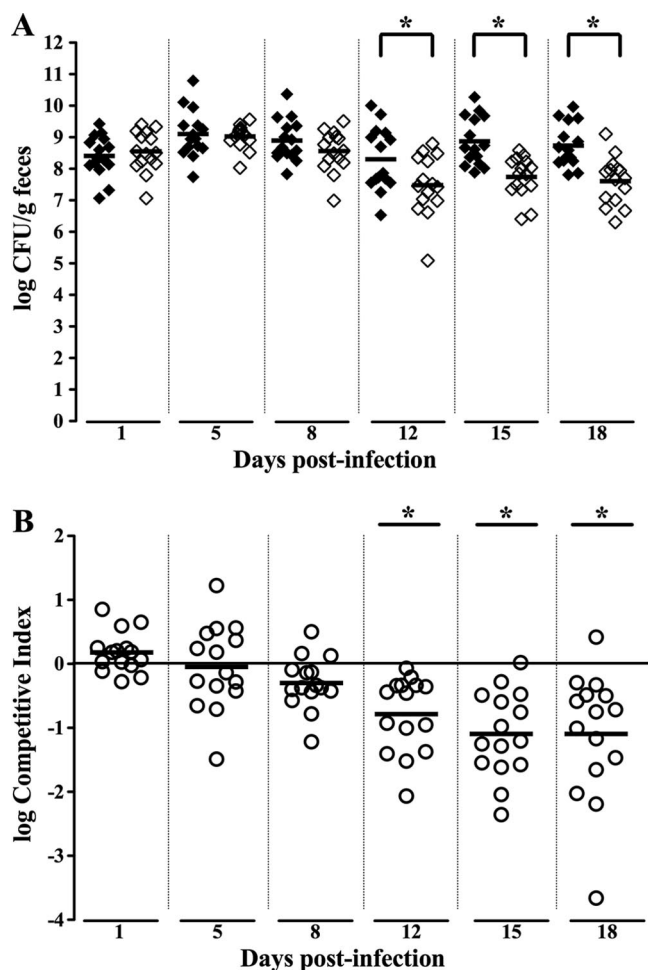 A
* * *
12
11
10
9
8
7
6
5
4
3
2
1
0
log CFU/g feces
1 5 8 12 15 18
Days post-infection
B
* * *
2
1
0
-1
-2
-3
-4
log Competitive Index
1 5 8 12 15 18
Days post-infection